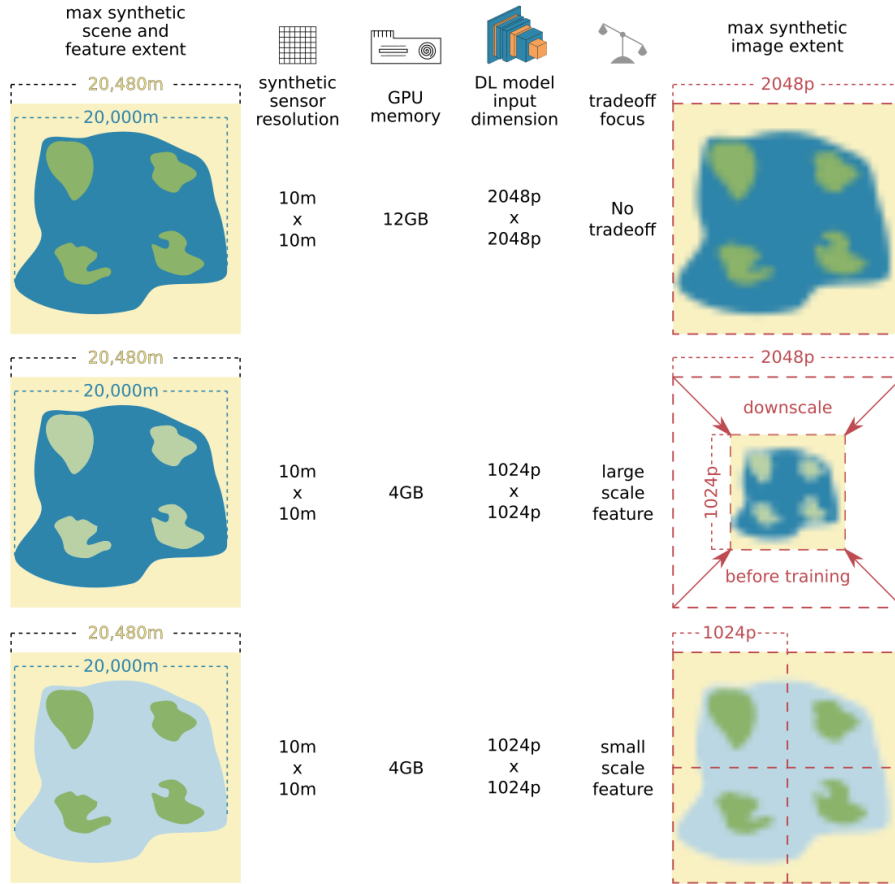 max synthetic
scene and
feature extent
synthetic
sensor
resolution
GPU
memory
DL model
input
dimension
tradeoff
focus
max synthetic
image extent
20,480m
20,000m
10m
x
10m
12GB
2048p
x
2048p
No
tradeoff
2048p
20,480m
20,000m
10m
x
10m
4GB
1024p
x
1024p
large
scale
feature
2048p
downscale
1024p
before training
20,480m
20,000m
10m
x
10m
4GB
1024p
x
1024p
small
scale
feature
1024p